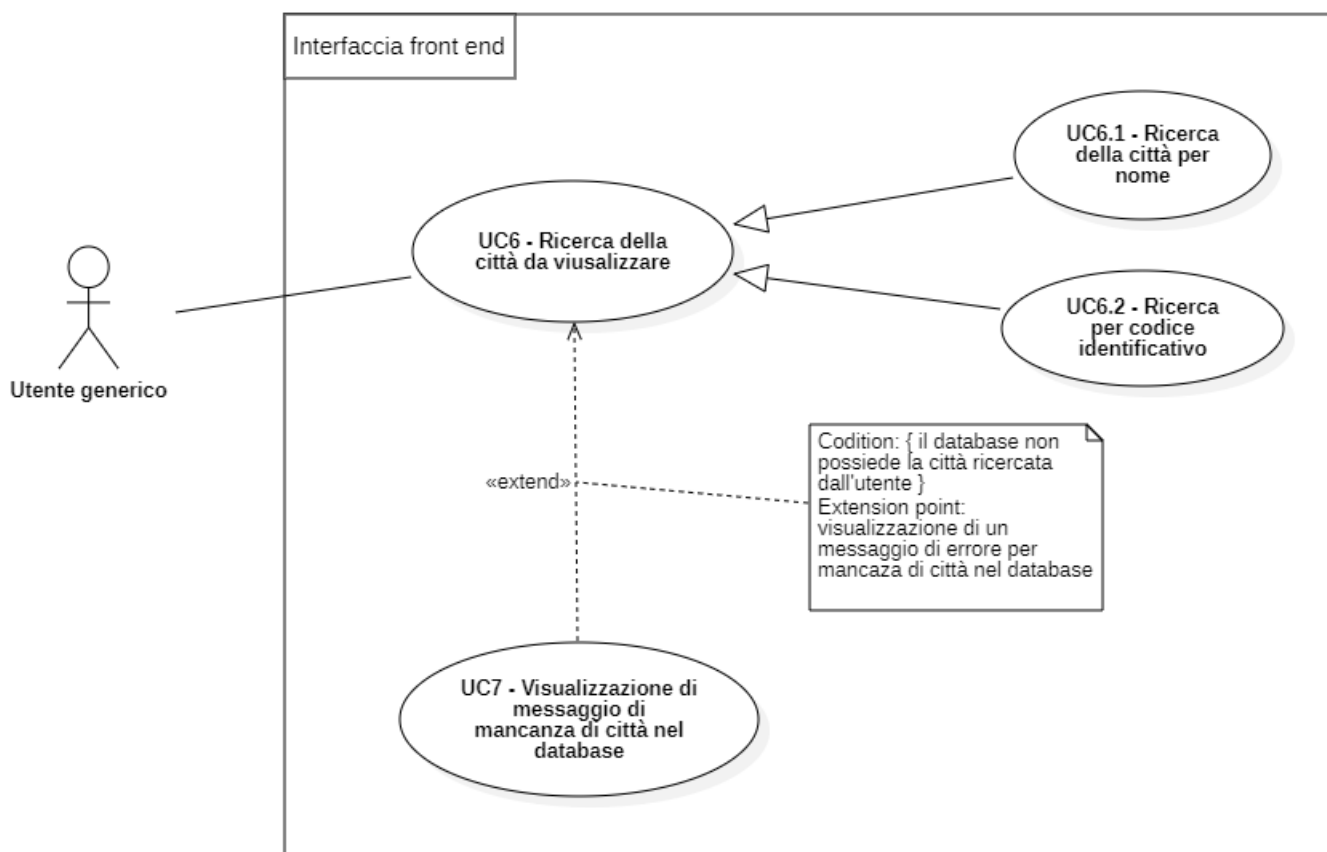 Interfaccia front end
UC6.1 - Ricerca
della città per
nome
UC6 - Ricerca della
città da viusalizzare
UC6.2 - Ricerca
per codice
identificativo
Utente generico
Codition: { il database non
possiede la città ricercata
dall'utente }
Extension point:
visualizzazione di un
messaggio di errore per
mancaza di città nel database
«extend»
UC7 - Visualizzazione di
messaggio di
mancanza di città nel
database